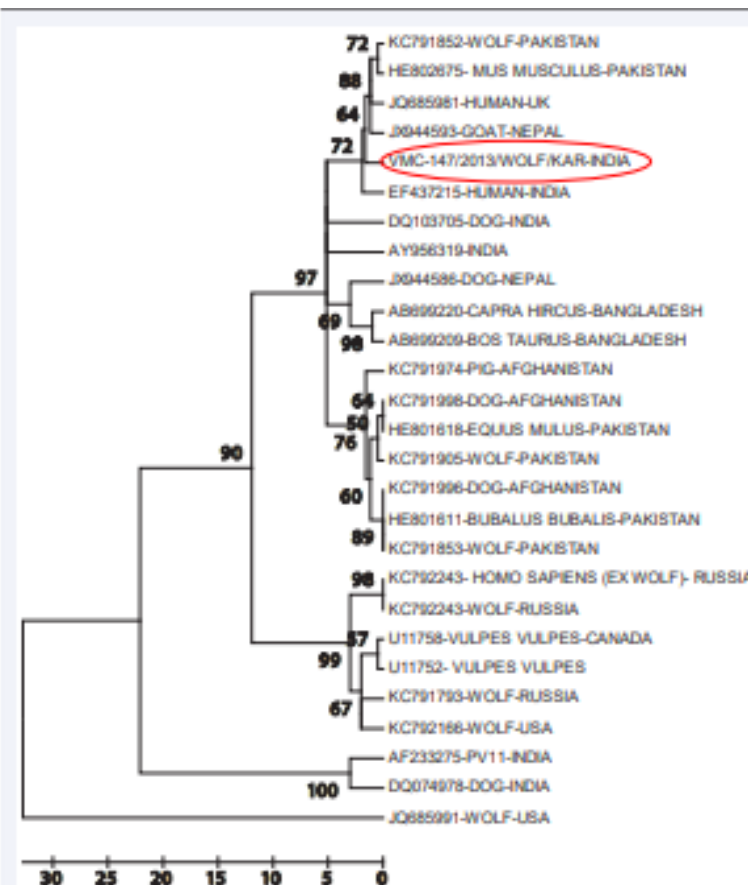 72
KC791852-WOLF-PAKISTAN
HE802675- MUS MUSCULUS-PAKISTAN
88
JQ685981-HUMAN-UK
64
JX944593-GOAT-NEPAL
72
VMC-147/2013/WOLF/KAR-INDIA
EF437215-HUMAN-INDIA
DQ103705-DOG-INDIA
AY956319-INDIA
97
JX944586-DOG-NEPAL
69
AB699220-CAPRA HIRCUS-BANGLADESH
98
AB699209-BOS TAURUS-BANGLADESH
KC791974-PIG-AFGHANISTAN
64
KC791998-DOG-AFGHANISTAN
50
HE801618-EQUUS MULUS-PAKISTAN
76
KC791905-WOLF-PAKISTAN
90
KC791996-DOG-AFGHANISTAN
60
HE801611-BUBALUS BUBALIS-PAKISTAN
89
KC791853-WOLF-PAKISTAN
98
KC792243- HOMO SAPIENS (EX WOLF)- RUSSIA
KC792243-WOLF-RUSSIA
U11758-VULPES VULPES-CANADA
99
U11752- VULPES VULPES
KC791793-WOLF-RUSSIA
67
KC792166-WOLF-USA
AF233275-PV11-INDIA
DQ074978-DOG-INDIA
100
JQ685991-WOLF-USA
30 25 20 15 10 5 0